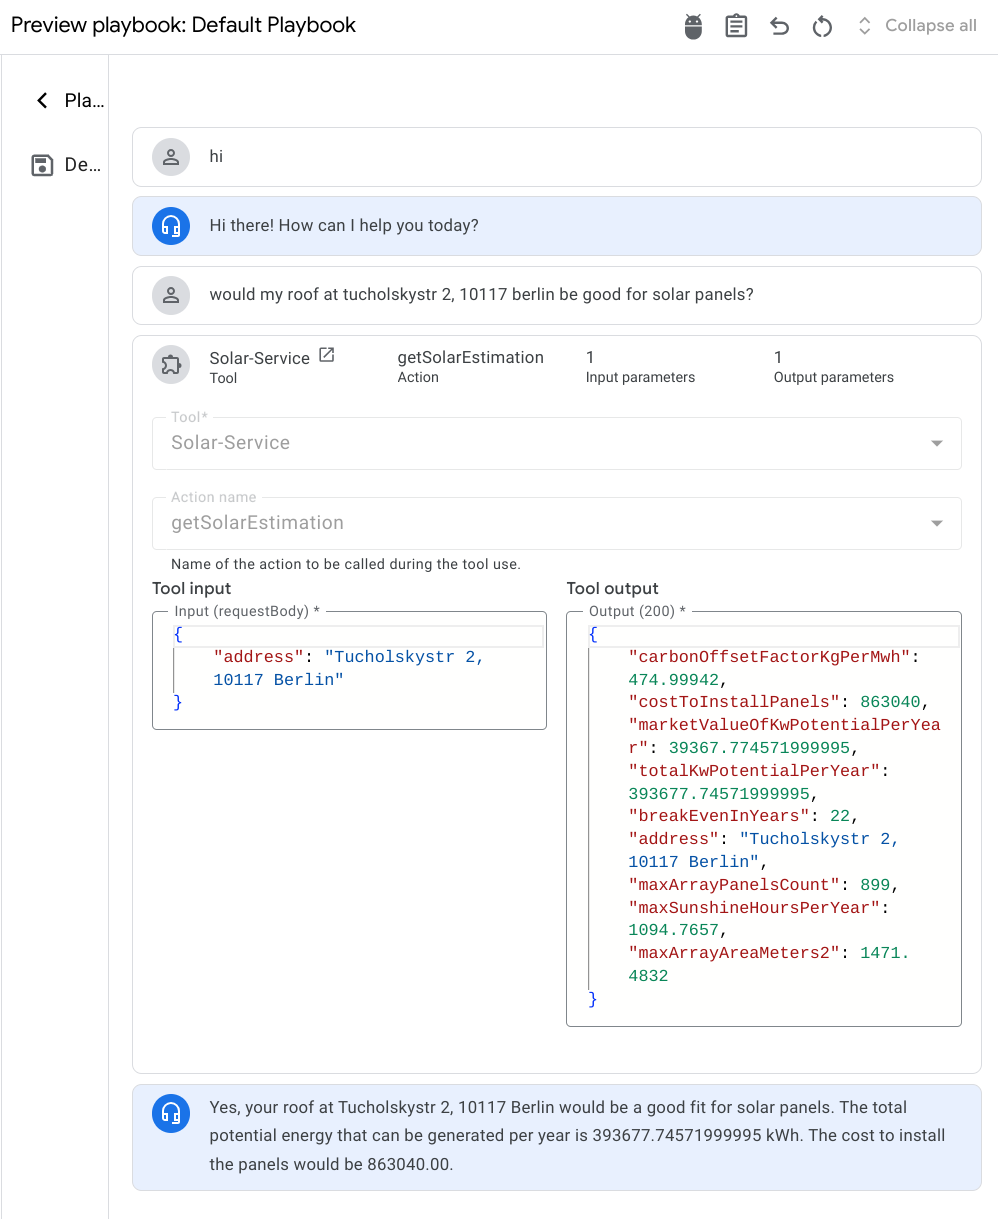 Preview playbook: Default Playbook
Collapse all
Pla...
De...
hi
Hi there! How can I help you today?
would my roof at tucholskystr 2, 10117 berlin be good for solar panels?
Solar-Service
Tool
getSolarEstimation
Action
1
Input parameters
1
Output parameters
Tool*
Solar-Service
Action name
getSolarEstimation
Name of the action to be called during the tool use.
Tool input
Input (requestBody) *
{
"address": "Tucholskystr 2,
10117 Berlin"
}
Tool output
Output (200) *
{
"carbonOffsetFactorKgPerMwh":
474.99942,
"costToInstallPanels": 863040,
"marketValueOfKwPotentialPerYea
r": 39367.774571999995,
"totalKwPotentialPerYear":
393677.74571999995,
"breakEvenInYears": 22,
"address": "Tucholskystr 2,
10117 Berlin",
"maxArrayPanelsCount": 899,
"maxSunshineHoursPerYear":
1094.7657,
"maxArrayAreaMeters2": 1471.
4832
}
Yes, your roof at Tucholskystr 2, 10117 Berlin would be a good fit for solar panels. The total
potential energy that can be generated per year is 393677.74571999995 kWh. The cost to install
the panels would be 863040.00.